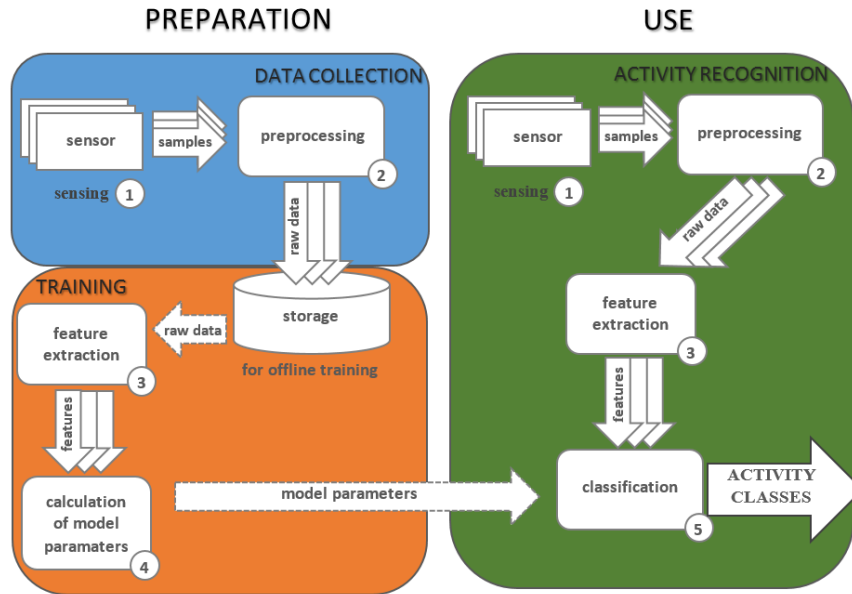 PREPARATION
USE
DATA COLLECTION
sensor
samples
preprocessing
sensing 1
2
raw data
TRAINING
storage
for offline training
raw data
feature
extraction
3
features
calculation
of model
paramaters
4
model parameters
ACTIVITY RECOGNITION
sensor
samples
preprocessing
sensing 1
2
raw data
feature
extraction
3
features
classification
5
ACTIVITY
CLASSES